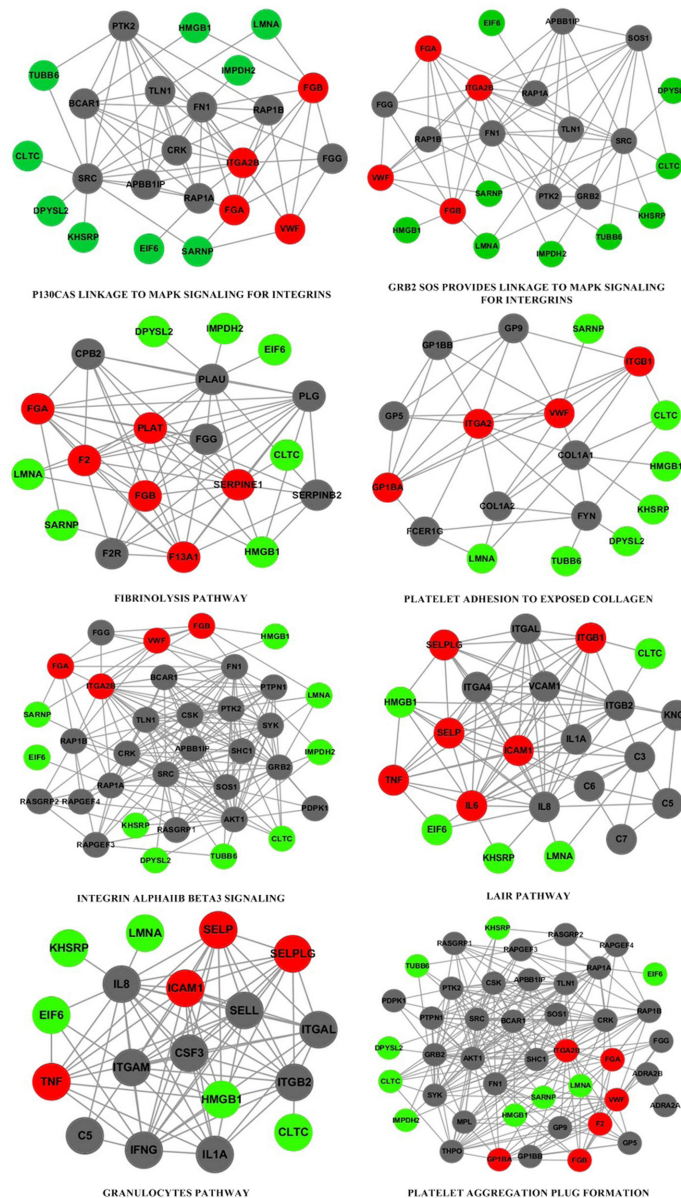 PTK2
HMGB1
LMNA
TUBB6
IMPDH2
FGB
BCAR1
TLN1
FN1
RAP1B
CLTC
CRK
ITGA2B
FGG
SRC
APBB1IP
RAP1A
DPYSL2
FGA
KHSRP
VWF
EIF6
SARNP
P130CAS LINKAGE TO MAPK SIGNALING FOR INTEGRINS
EIF6
APBB1IP
SOS1
FGA
ITGA2B
RAP1A
DPYSL
FGG
RAP1B
FN1
TLN1
SRC
VWF
CLTC
SARNP
PTK2
GRB2
FGB
KHSRP
HMGB1
LMNA
IMPDH2
TUBB6
GRB2 SOS PROVIDES LINKAGE TO MAPK SIGNALING
FOR INTERGRINS
DPYSL2
IMPDH2
EIF6
CPB2
PLAU
PLG
FGA
PLAT
FGG
F2
CLTC
LMNA
FGB
SERPINE1
SERPINB2
SARNP
F2R
F13A1
HMGB1
FIBRINOLYSIS PATHWAY
GP9
SARNP
GP1BB
ITGB1
GP5
ITGA2
VWF
CLTC
COL1A1
HMGB1
GP1BA
COL1A2
KHSRP
FYN
FCER1G
DPYSL2
LMNA
TUBB6
PLATELET ADHESION TO EXPOSED COLLAGEN
FGG
VWF
FGB
HMGB1
FGA
ITGA2B
BCAR1
FN1
PTPN1
LMNA
SARNP
TLN1
CSK
PTK2
SYK
RAP1B
CRK
APBB1IP
SHC1
IMPDH2
EIF6
GRB2
SRC
RAP1A
SOS1
RASGRP2
RAPGEF4
PDPK1
KHSRP
RASGRP1
AKT1
RAPGEF3
CLTC
DPYSL2
TUBB6
INTEGRIN ALPHAIIB BETA3 SIGNALING
ITGAL
SELPLG
ITGB1
CLTC
ITGA4
VCAM1
HMGB1
ITGB2
KNG
SELP
ICAM1
IL1A
C3
TNF
C6
IL6
IL8
C5
EIF6
C7
KHSRP
LMNA
LAIR PATHWAY
LMNA
SELP
KHSRP
SELPLG
IL8
ICAM1
SELL
EIF6
ITGAL
CSF3
ITGAM
TNF
ITGB2
HMGB1
C5
CLTC
IFNG
IL1A
GRANULOCYTES PATHWAY
KHSRP
RASGRP2
RASGRP1
RAPGEF3
RAPGEF4
TUBB6
RAP1A
EIF6
CSK
APBB1IP
TLN1
PTK2
PDPK1
RAP1B
PTPN1
SRC
BCAR1
SOS1
CRK
DPYSL2
FGG
GRB2
AKT1
SHC1
ITGA2B
FGA
ADRA2B
CLTC
FN1
LMNA
SYK
SARNP
VWF
ADRA2A
IMPDH2
MPL
HMGB1
GP9
F2
THPO
GP5
GP1BA
GP1BB
FGB
PLATELET AGGREGATION PLUG FORMATION